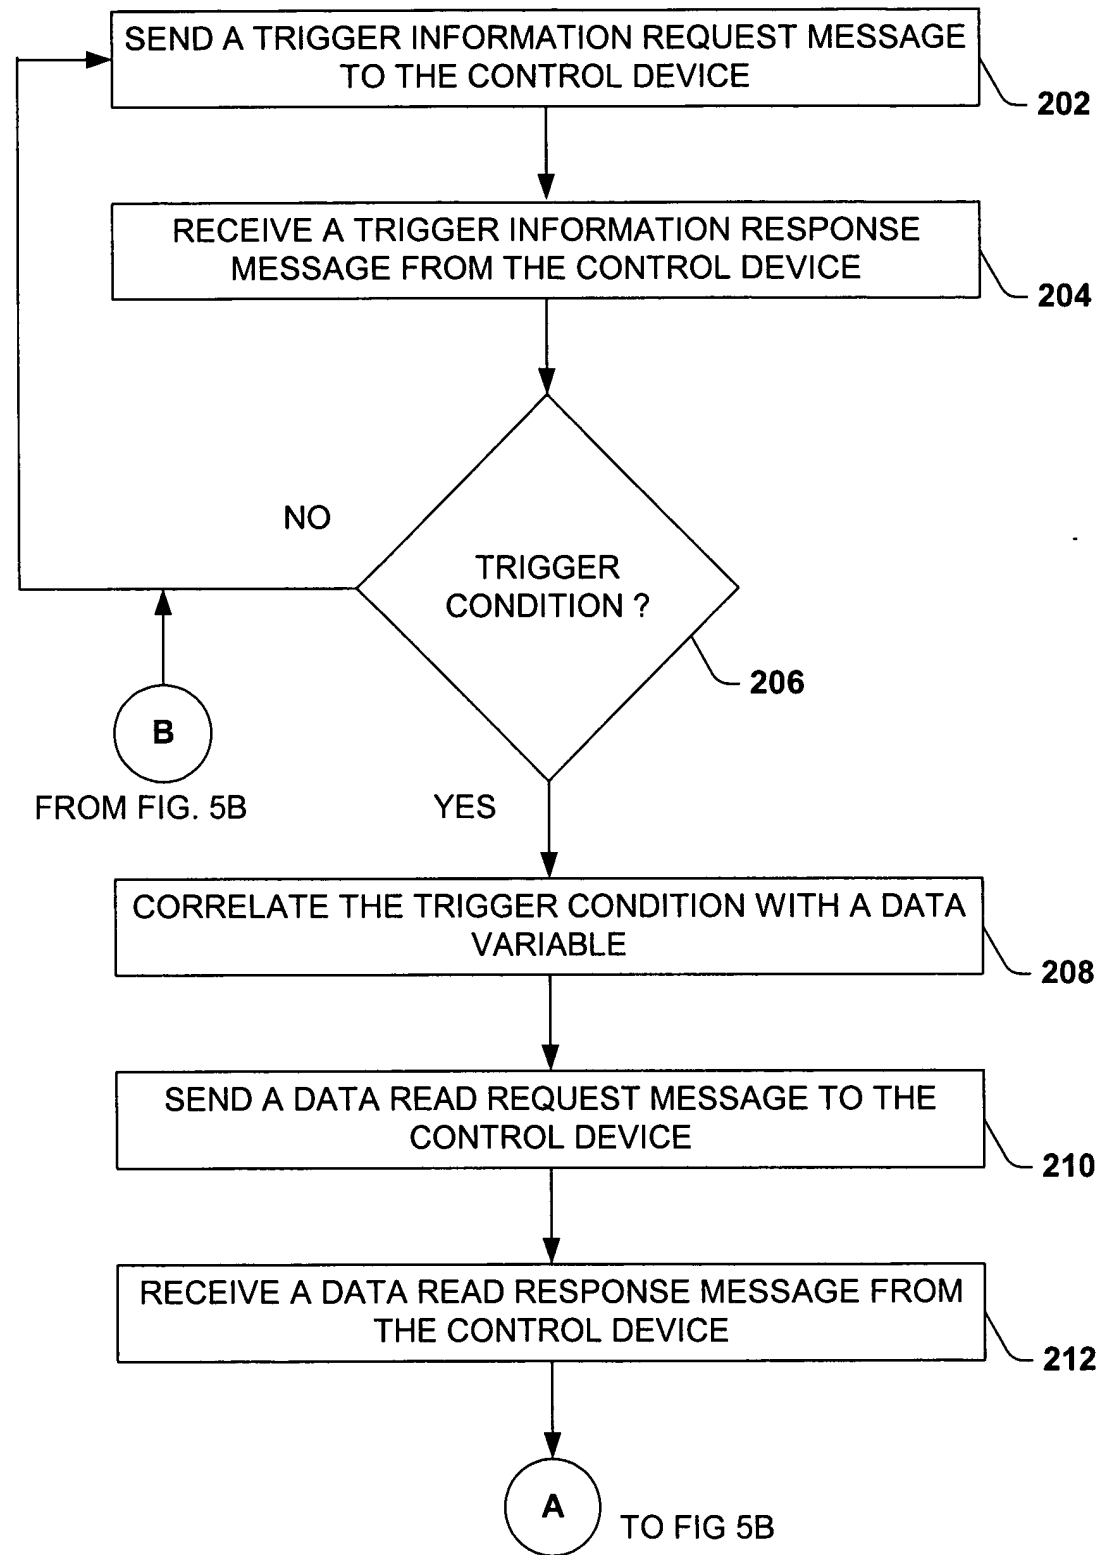 SEND A TRIGGER INFORMATION REQUEST MESSAGE
TO THE CONTROL DEVICE
202
RECEIVE A TRIGGER INFORMATION RESPONSE
MESSAGE FROM THE CONTROL DEVICE
204
NO
TRIGGER
CONDITION ?
206
B
FROM FIG. 5B
YES
CORRELATE THE TRIGGER CONDITION WITH A DATA
VARIABLE
208
SEND A DATA READ REQUEST MESSAGE TO THE
CONTROL DEVICE
210
RECEIVE A DATA READ RESPONSE MESSAGE FROM
THE CONTROL DEVICE
212
A
TO FIG 5B